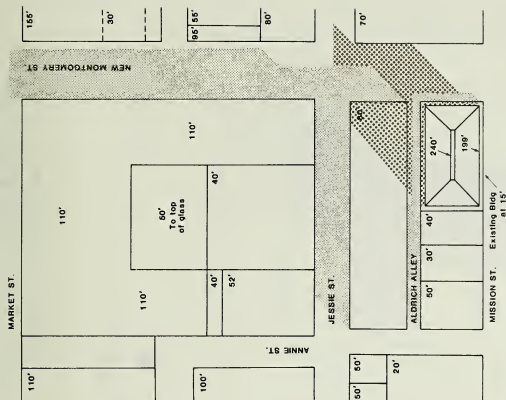 155'
30'
95'
55'
80'
70'
NEW MONTGOMERY ST.
MARKET ST.
110'
110'
50'
To top
of glass
40'
110'
40'
52'
60'
240'
199'
JESSIE ST.
ALDRICH ALLEY
MISSION ST.
40'
30'
50'
Existing Bldg
at 15'
ANNIE ST.
110'
100'
50'
50'
20'